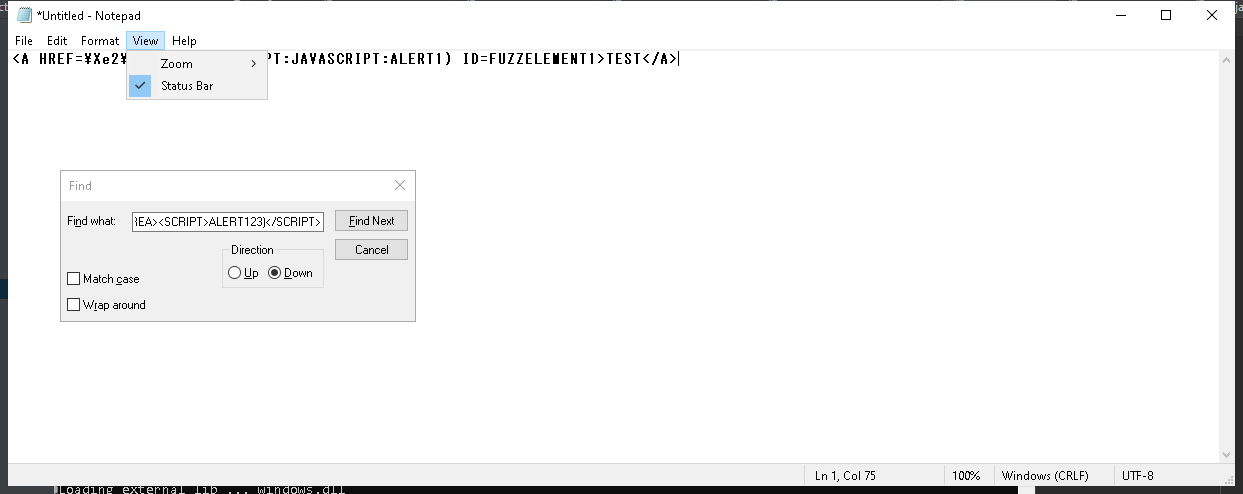 *Untitled - Notepad
File Edit Format View Help
<A HREF=¥Xe2¥ PT:JAVASCRIPT:ALERT1) ID=FUZZELEMENT1>TEST</A>
Zoom
Status Bar
Find
Find what: EA><SCRIPT>ALERT123)</SCRIPT> Find Next
Direction Cancel
Up Down
Match case
Wrap around
Ln 1, Col 75 100% Windows (CRLF) UTF-8
Loading external lib ... windows.dll